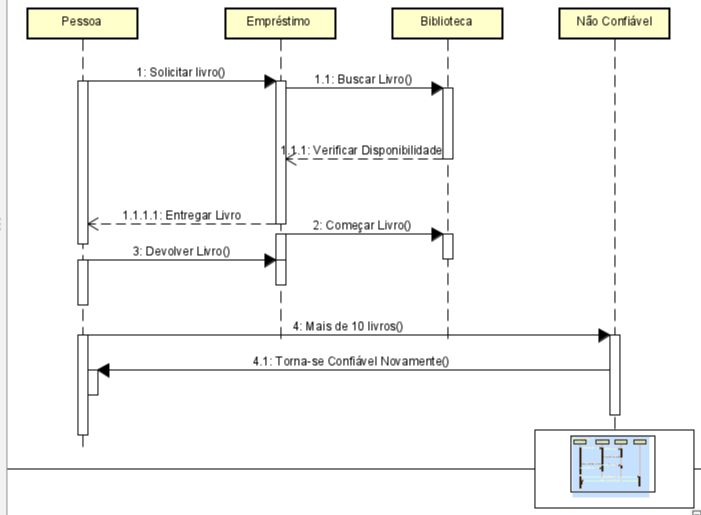 Pessoa
Empréstimo
Biblioteca
Não Confiável
1: Solicitar livro()
1.1: Buscar Livro()
1.1.1: Verificar Disponibilidade
1.1.1.1: Entregar Livro
2: Começar Livro()
3: Devolver Livro()
4: Mais de 10 livros()
4.1: Torna-se Confiável Novamente()